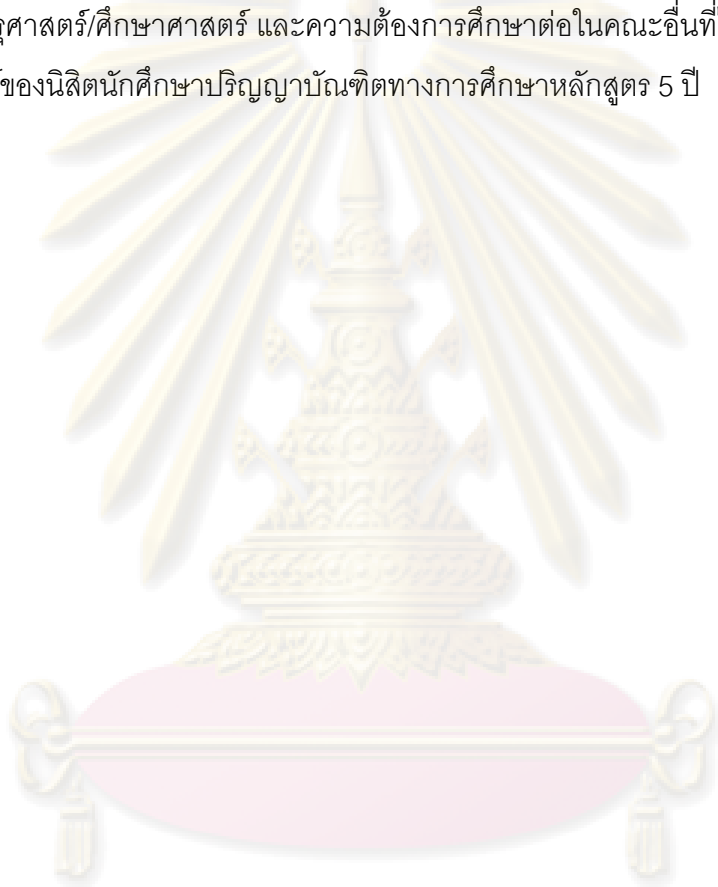 รุศาสตร์/ศึกษาศาสตร์ และความต้องการศึกษาต่อในคณะอื่นที่
ของนิสิตนักศึกษาปริญญาบัณฑิตทางการศึกษาหลักสูตร 5 ปี